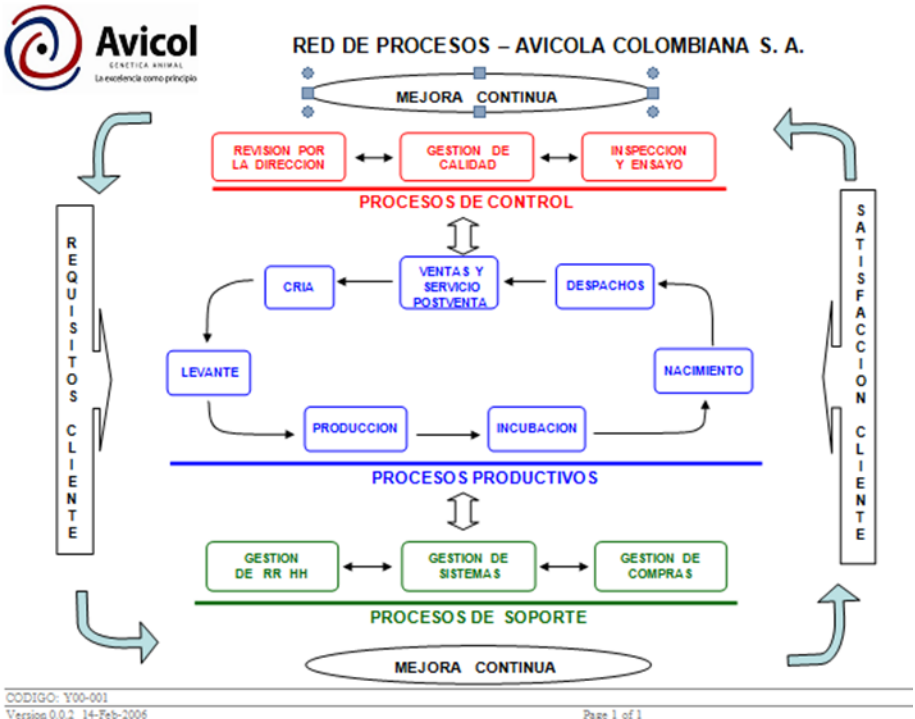 Avicol
GENETICA ANIMAL
La excelencia como principio
RED DE PROCESOS – AVICOLA COLOMBIANA S. A.
MEJORA CONTINUA
REVISION POR
LA DIRECCION
GESTION DE
CALIDAD
INSPECCION
Y ENSAYO
PROCESOS DE CONTROL
REQUISITOS CLIENTE
SATISFACCION CLIENTE
CRIA
VENTAS Y
SERVICIO
POSTVENTA
DESPACHOS
LEVANTE
NACIMIENTO
PRODUCCION
INCUBACION
PROCESOS PRODUCTIVOS
GESTION
DE RR HH
GESTION DE
SISTEMAS
GESTION DE
COMPRAS
PROCESOS DE SOPORTE
MEJORA CONTINUA
CODIGO: Y00-001
Version 0.0.2 14-Feb-2006
Page 1 of 1